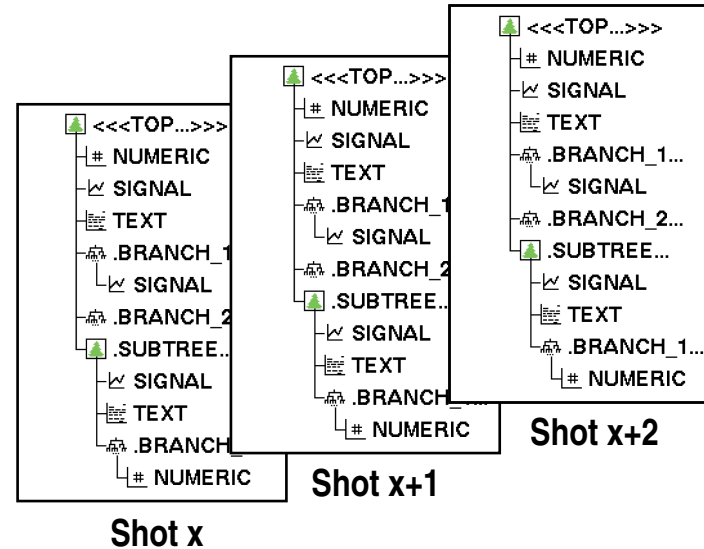 <<<TOP...>>>
NUMERIC
SIGNAL
TEXT
.BRANCH_1
SIGNAL
.BRANCH_2
.SUBTREE..
SIGNAL
TEXT
.BRANCH_
NUMERIC
Shot x
<<<TOP...>>>
NUMERIC
SIGNAL
TEXT
.BRANCH_1
SIGNAL
.BRANCH_2
.SUBTREE...
SIGNAL
TEXT
.BRANCH_1...
NUMERIC
Shot x+1
<<<TOP...>>>
NUMERIC
SIGNAL
TEXT
.BRANCH_1...
SIGNAL
.BRANCH_2...
.SUBTREE...
SIGNAL
TEXT
.BRANCH_1...
NUMERIC
Shot x+2